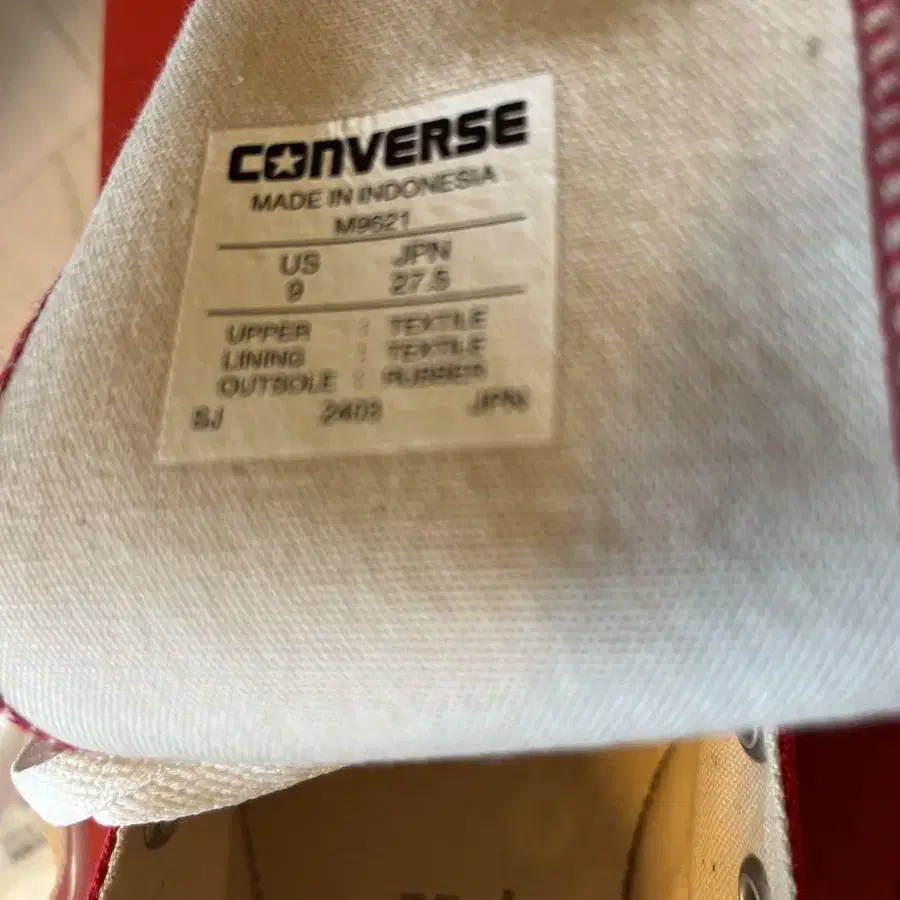 CONVERSE
MADE IN INDONESIA
M9621
US JPN
9 27.5
UPPER : TEXTILE
LINING : TEXTILE
OUTSOLE : RUBBER
SJ 2403 JPN